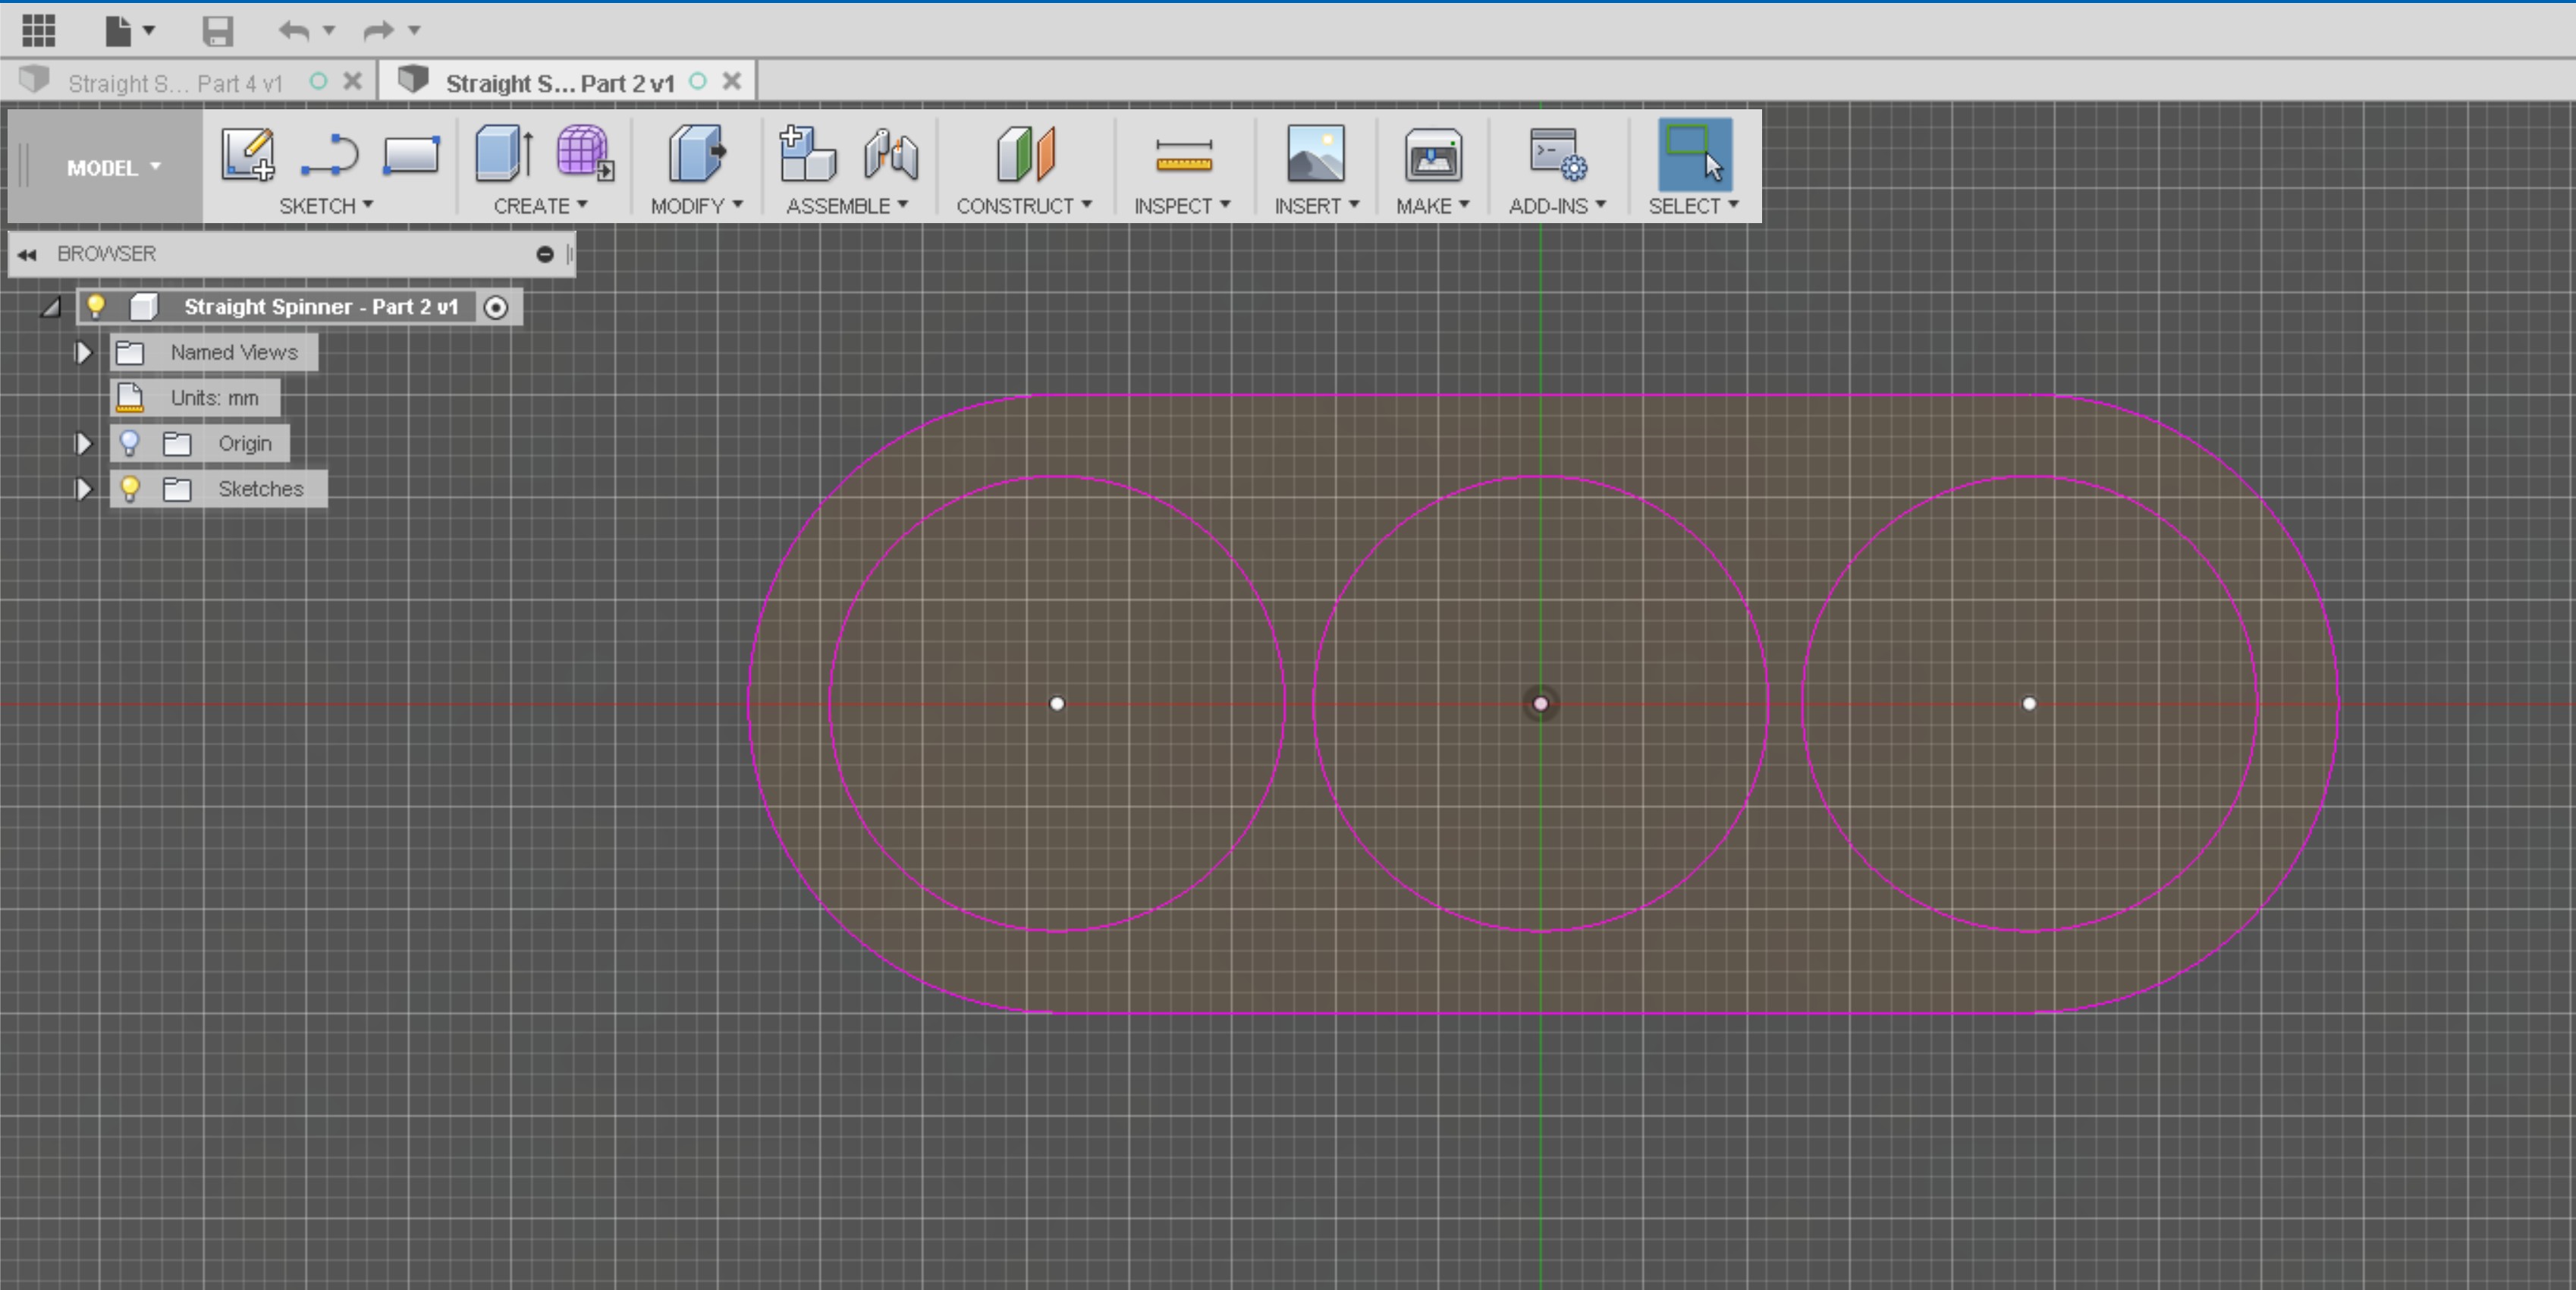 Straight S... Part 4 v1 Straight S... Part 2 v1
MODEL SKETCH CREATE MODIFY ASSEMBLE CONSTRUCT INSPECT INSERT MAKE ADD-INS SELECT
BROWSER
Straight Spinner - Part 2 v1
Named Views
Units: mm
Origin
Sketches